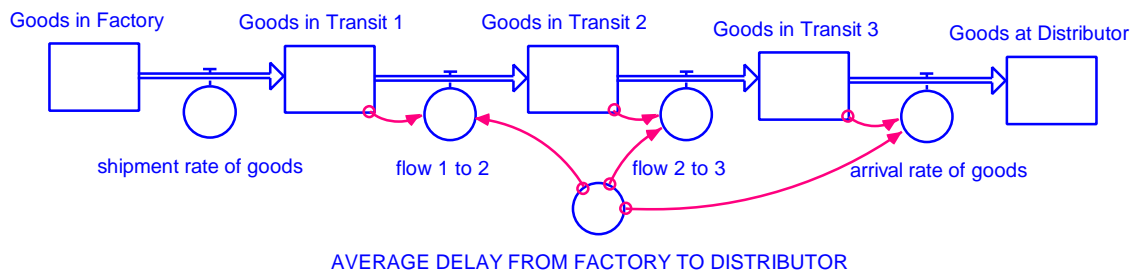 Goods in Factory
Goods in Transit 1
Goods in Transit 2
Goods in Transit 3
Goods at Distributor
shipment rate of goods
flow 1 to 2
flow 2 to 3
arrival rate of goods
AVERAGE DELAY FROM FACTORY TO DISTRIBUTOR